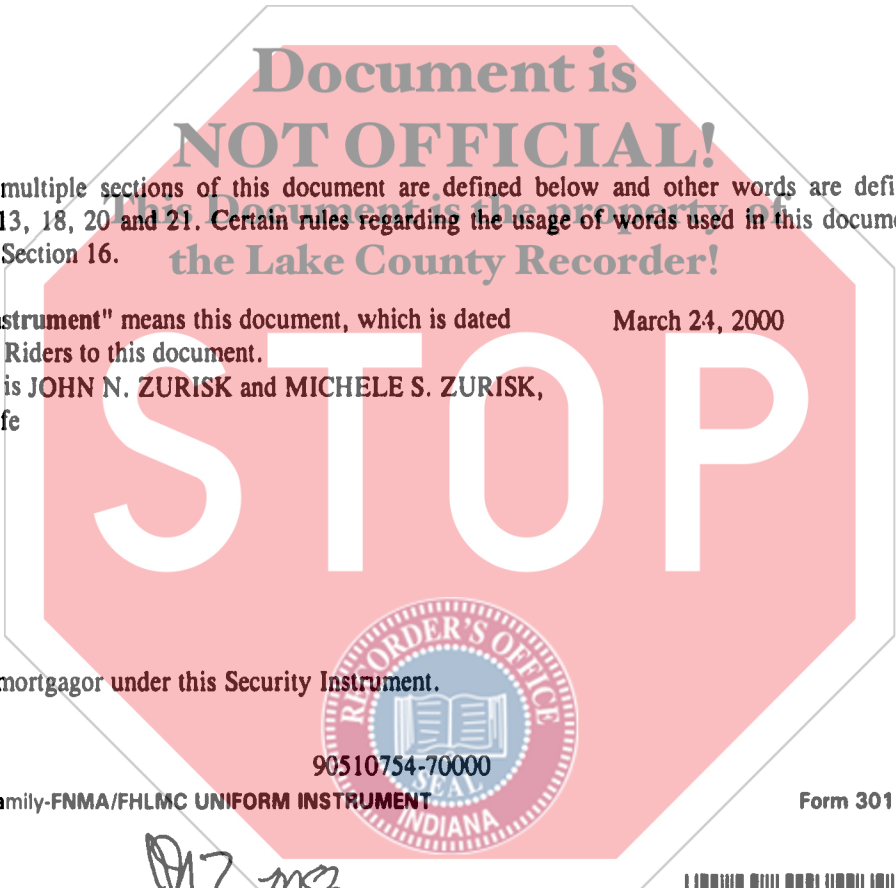 Document is
NOT OFFICIAL!
multiple sections of this document are defined below and other words are defi
This Document is the property of
13, 18, 20 and 21. Certain rules regarding the usage of words used in this docume
Section 16.
the Lake County Recorder!
strument" means this document, which is dated March 24, 2000
Riders to this document.
is JOHN N. ZURISK and MICHELE S. ZURISK,
fe
STOP
mortgagor under this Security Instrument.
RECORDER'S OFFICE
90510754-70000
SEAL
INDIANA
amily-FNMA/FHLMC UNIFORM INSTRUMENT Form 301